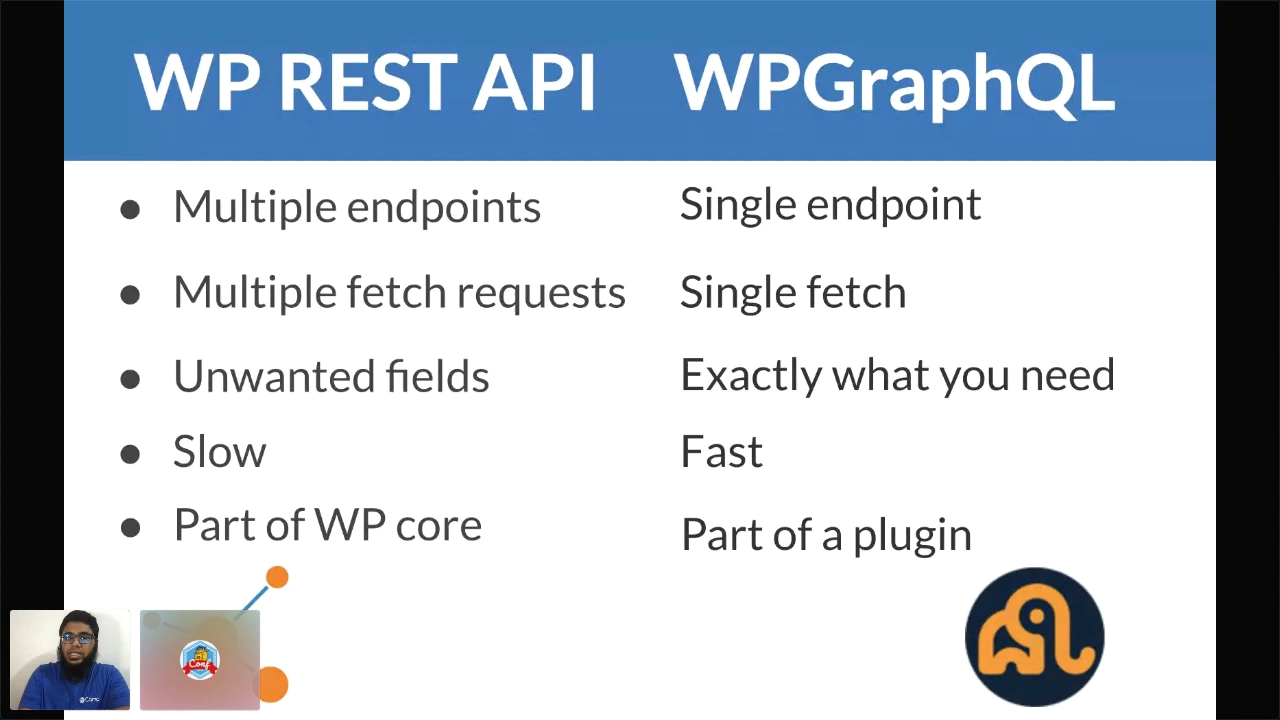 WP REST API WPGraphQL
• Multiple endpoints
• Multiple fetch requests
• Unwanted fields
• Slow
• Part of WP core
Single endpoint
Single fetch
Exactly what you need
Fast
Part of a plugin
Conf